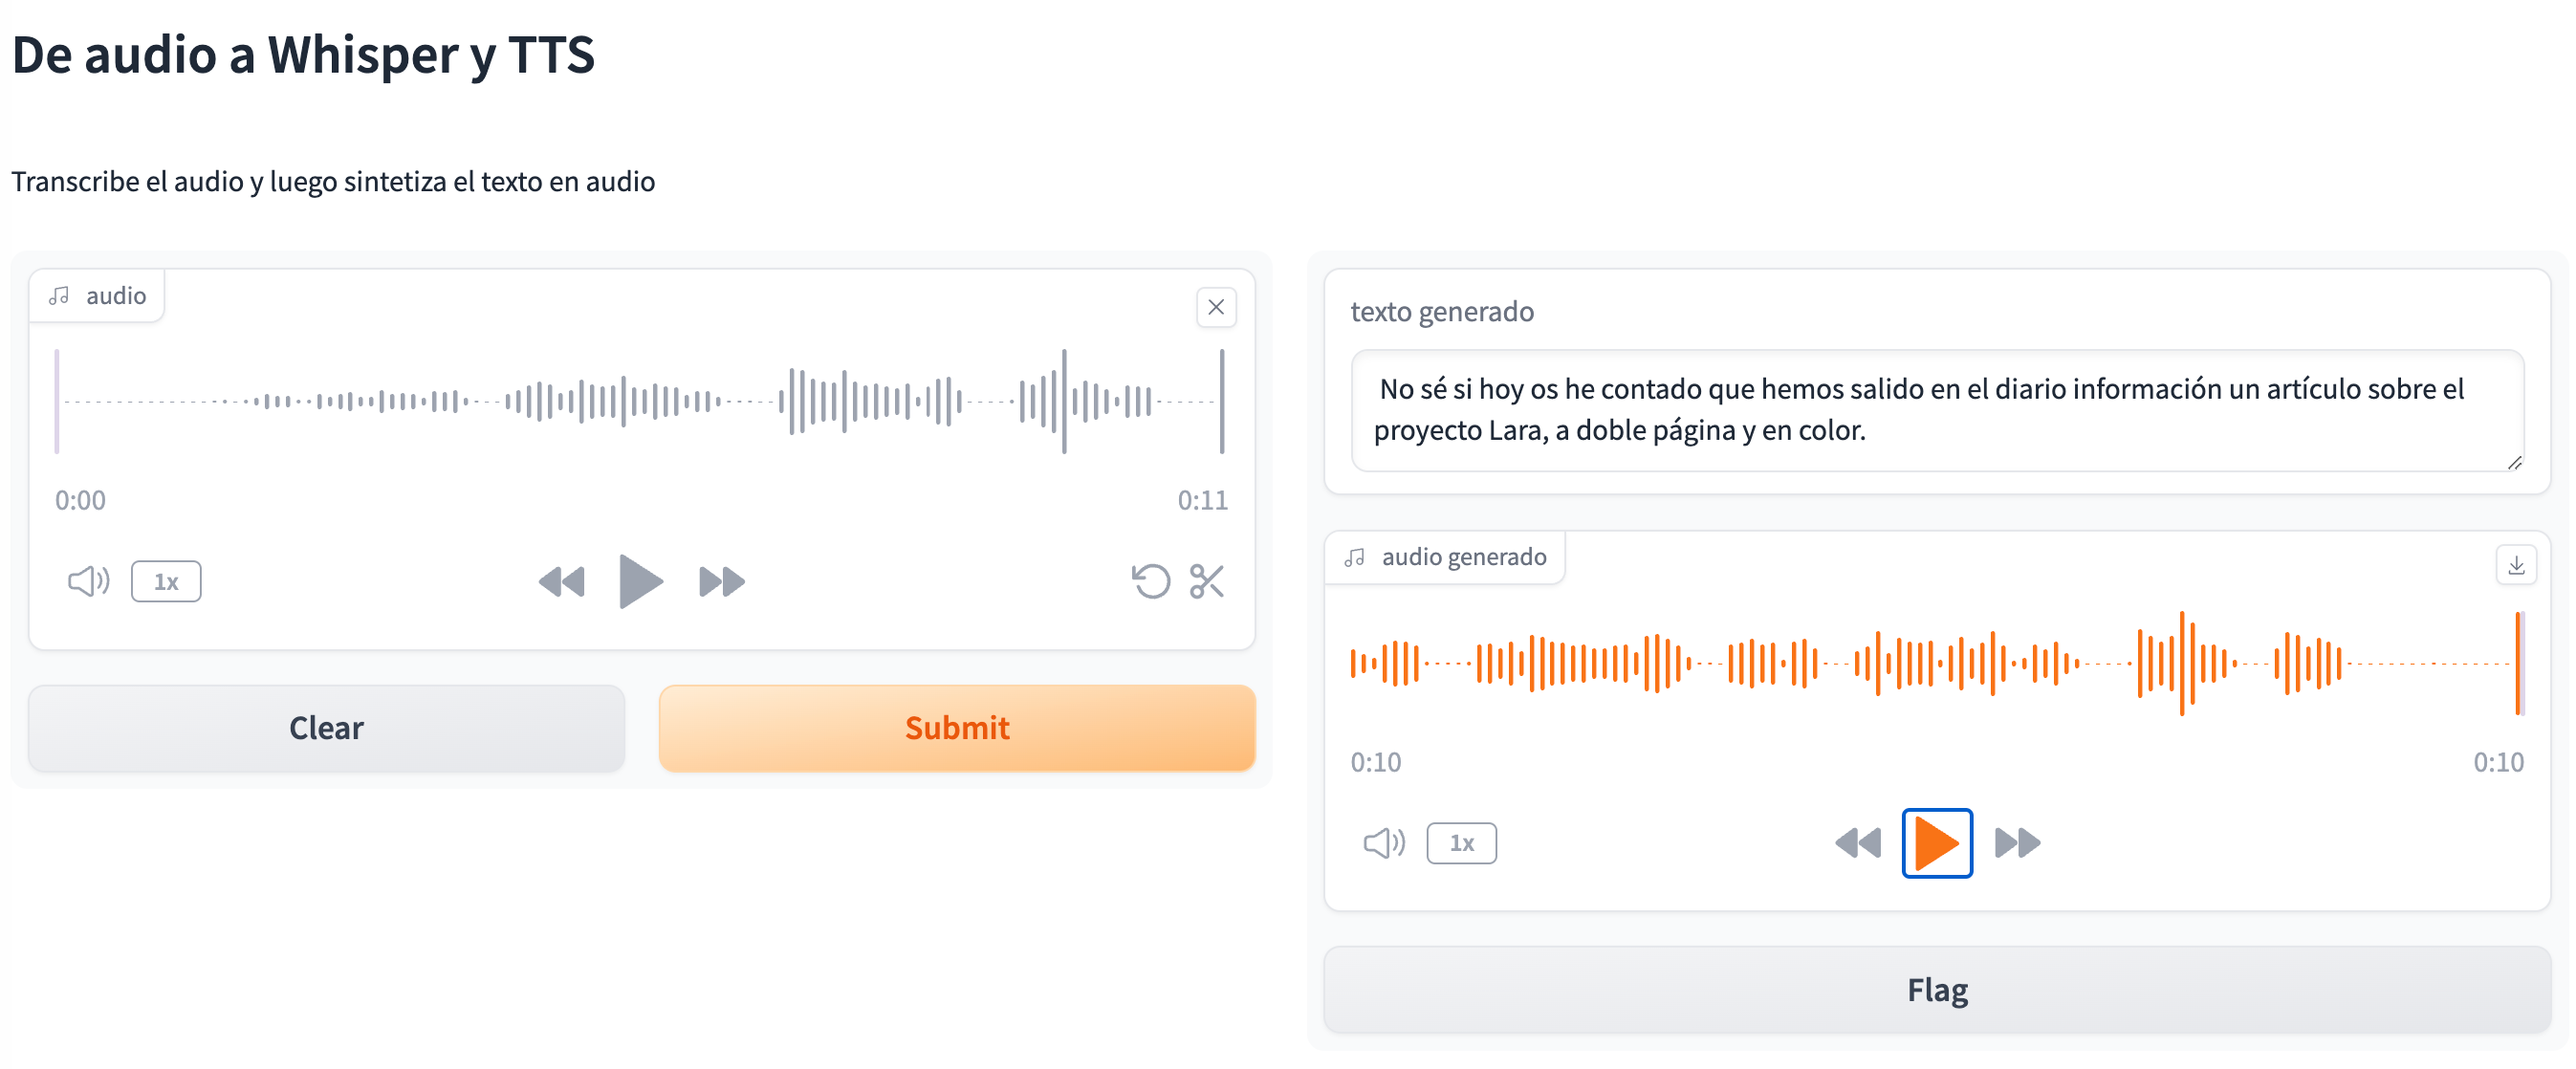 De audio a Whisper y TTS
Transcribe el audio y luego sintetiza el texto en audio
audio
0:00
0:11
1x
Clear
Submit
texto generado
No sé si hoy os he contado que hemos salido en el diario información un artículo sobre el
proyecto Lara, a doble página y en color.
audio generado
0:10
0:10
1x
Flag